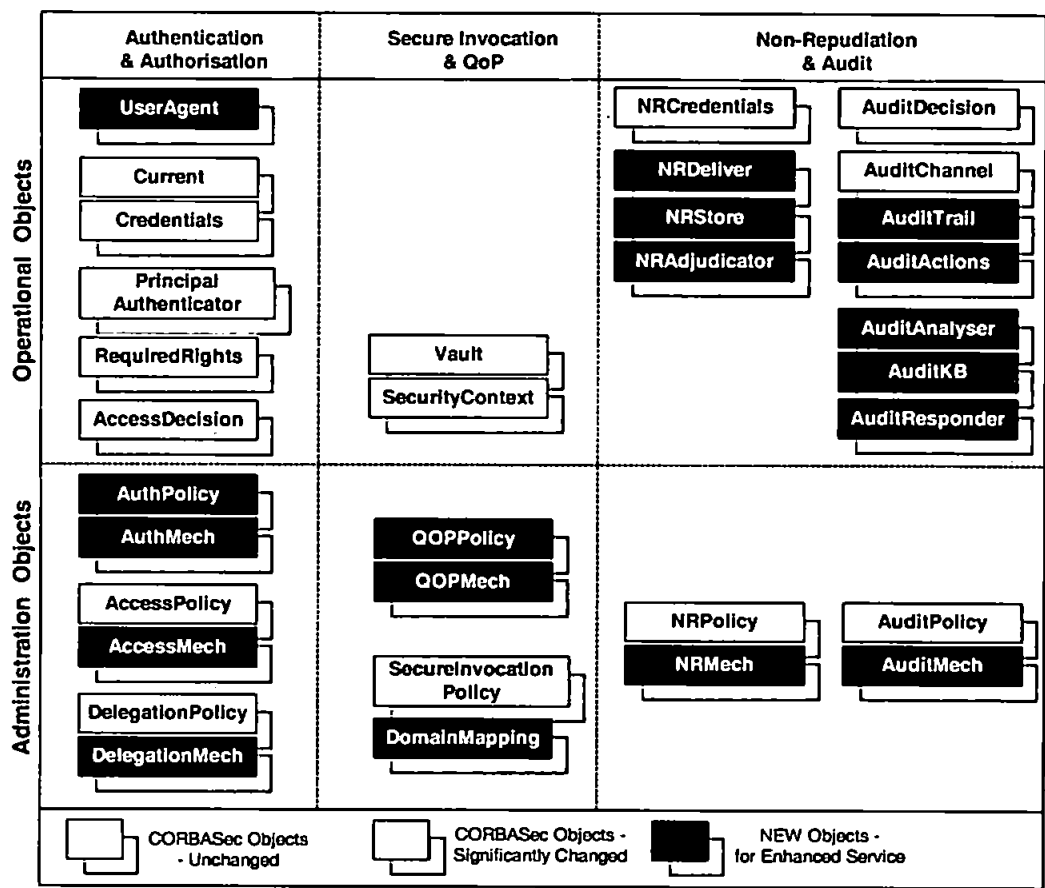 Authentication
& Authorisation
Secure Invocation
& QoP
Non-Repudiation
& Audit
Operational Objects
UserAgent
Current
Credentials
Principal
Authenticator
RequiredRights
AccessDecision
Vault
SecurityContext
NRCredentials
NRDeliver
NRStore
NRAdjudicator
AuditDecision
AuditChannel
AuditTrail
AuditActions
AuditAnalyser
AuditKB
AuditResponder
Administration Objects
AuthPolicy
AuthMech
AccessPolicy
AccessMech
DelegationPolicy
DelegationMech
QOPPolicy
QOPMech
SecureInvocation
Policy
DomainMapping
NRPolicy
NRMech
AuditPolicy
AuditMech
CORBASec Objects
- Unchanged
CORBASec Objects -
Significantly Changed
NEW Objects -
for Enhanced Service